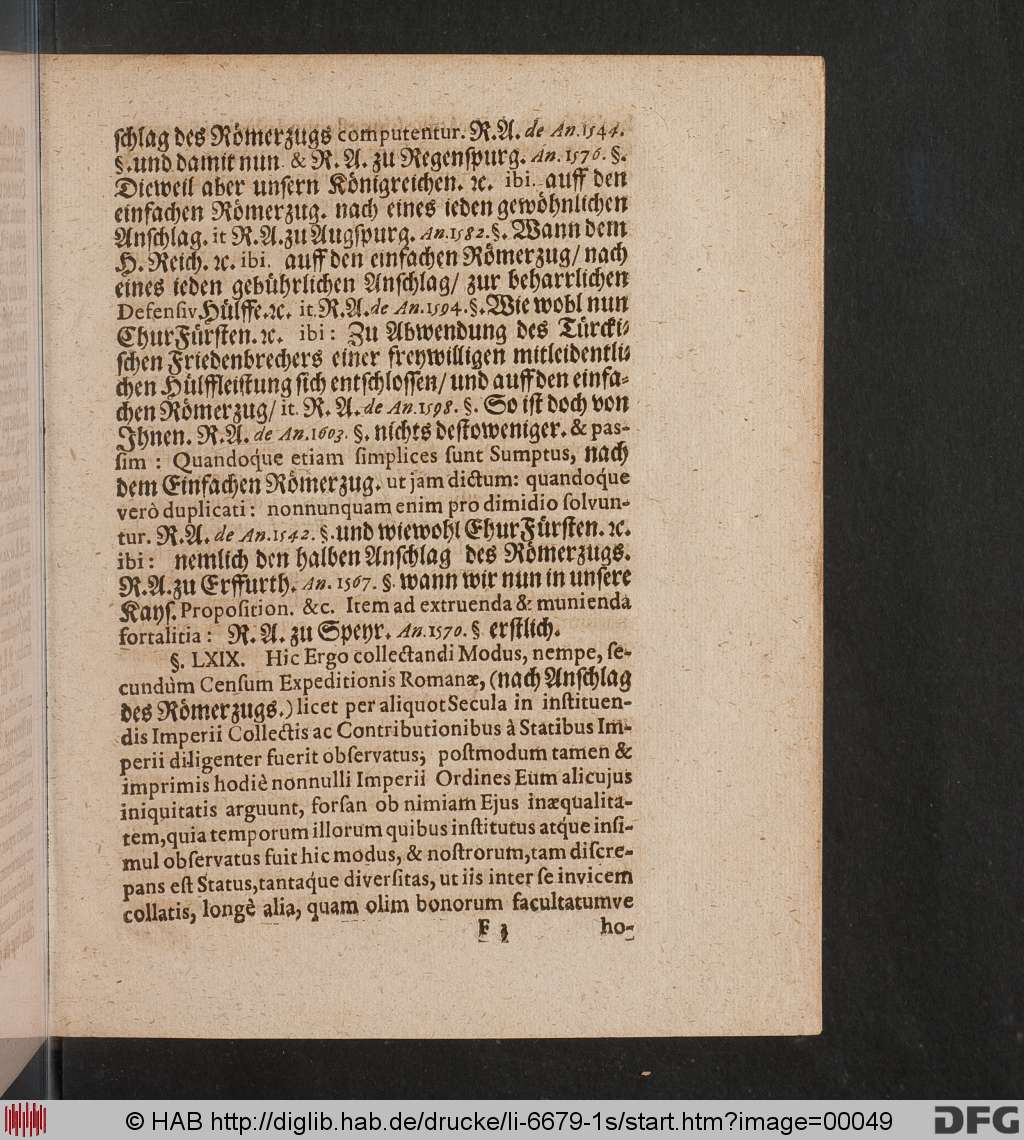 ſchlag des Römerzugs computentur. R.A. de An.1544.
§.und damit nun & R. A. zu Regenſpurg. An. 1576. §.
Dieweil aber unſern Königreichen. ꝛc. ibi. auff den
einfachen Römerzug. nach eines ieden gewöhnlichen
Anſchlag. it R.A.zu Augſpurg. An.1582.§. Wann dem
H. Reich. ꝛc. ibi. auff den einfachen Römerzug/ nach
eines ieden gebührlichen Anſchlag/ zur beharrlichen
Defenſiv.Hülffe.ꝛc. it.R.A.de An.1594.§.Wie wohl nun
ChurFürſten. ꝛc. ibi: Zu Abwendung des Türcki-
ſchen Friedenbrechers einer freywilligen mitleidentli-
chen Hülffleiſtung ſich entſchloſſen/ und auff den einfa-
chen Römerzug/ it. R. A. de An.1598. §. So iſt doch von
Ihnen. R.A. de An.1603. §. nichts deſtoweniger. & paſ-
ſim : Quandoque etiam ſimplices ſunt Sumptus, nach
dem Einfachen Römerzug. ut jam dictum: quandoque
verò duplicati: nonnunquam enim pro dimidio ſolvun-
tur. R.A. de An.1542. §.und wiewohl ChurFürſten. ꝛc.
ibi: nemlich den halben Anſchlag des Römerzugs.
R.A.zu Erffurth. An. 1567. §. wann wir nun in unſere
Kayſ. Propoſition. &c. Item ad extruenda & munienda
fortalitia: R. A. zu Speyr. An.1570. § erſtlich.
§. LXIX. Hic Ergo collectandi Modus, nempe, ſe-
cundùm Cenſum Expeditionis Romanæ, (nach Anſchlag
des Römerzugs.) licet per aliquot Secula in inſtituen-
dis Imperii Collectis ac Contributionibus à Statibus Im-
perii diligenter fuerit obſervatus; poſtmodum tamen &
imprimis hodiè nonnulli Imperii Ordines Eum alicujus
iniquitatis arguunt, forſan ob nimiam Ejus inæqualita-
tem,quia temporum illorum quibus inſtitutus atque inſi-
mul obſervatus fuit hic modus, & noſtrorum,tam diſcre-
pans eſt Status,tantaque diverſitas, ut iis inter ſe invicem
collatis, longè alia, quam olim bonorum facultatumve
F 3 ho-
© HAB http://diglib.hab.de/drucke/li-6679-1s/start.htm?image=00049
DFG